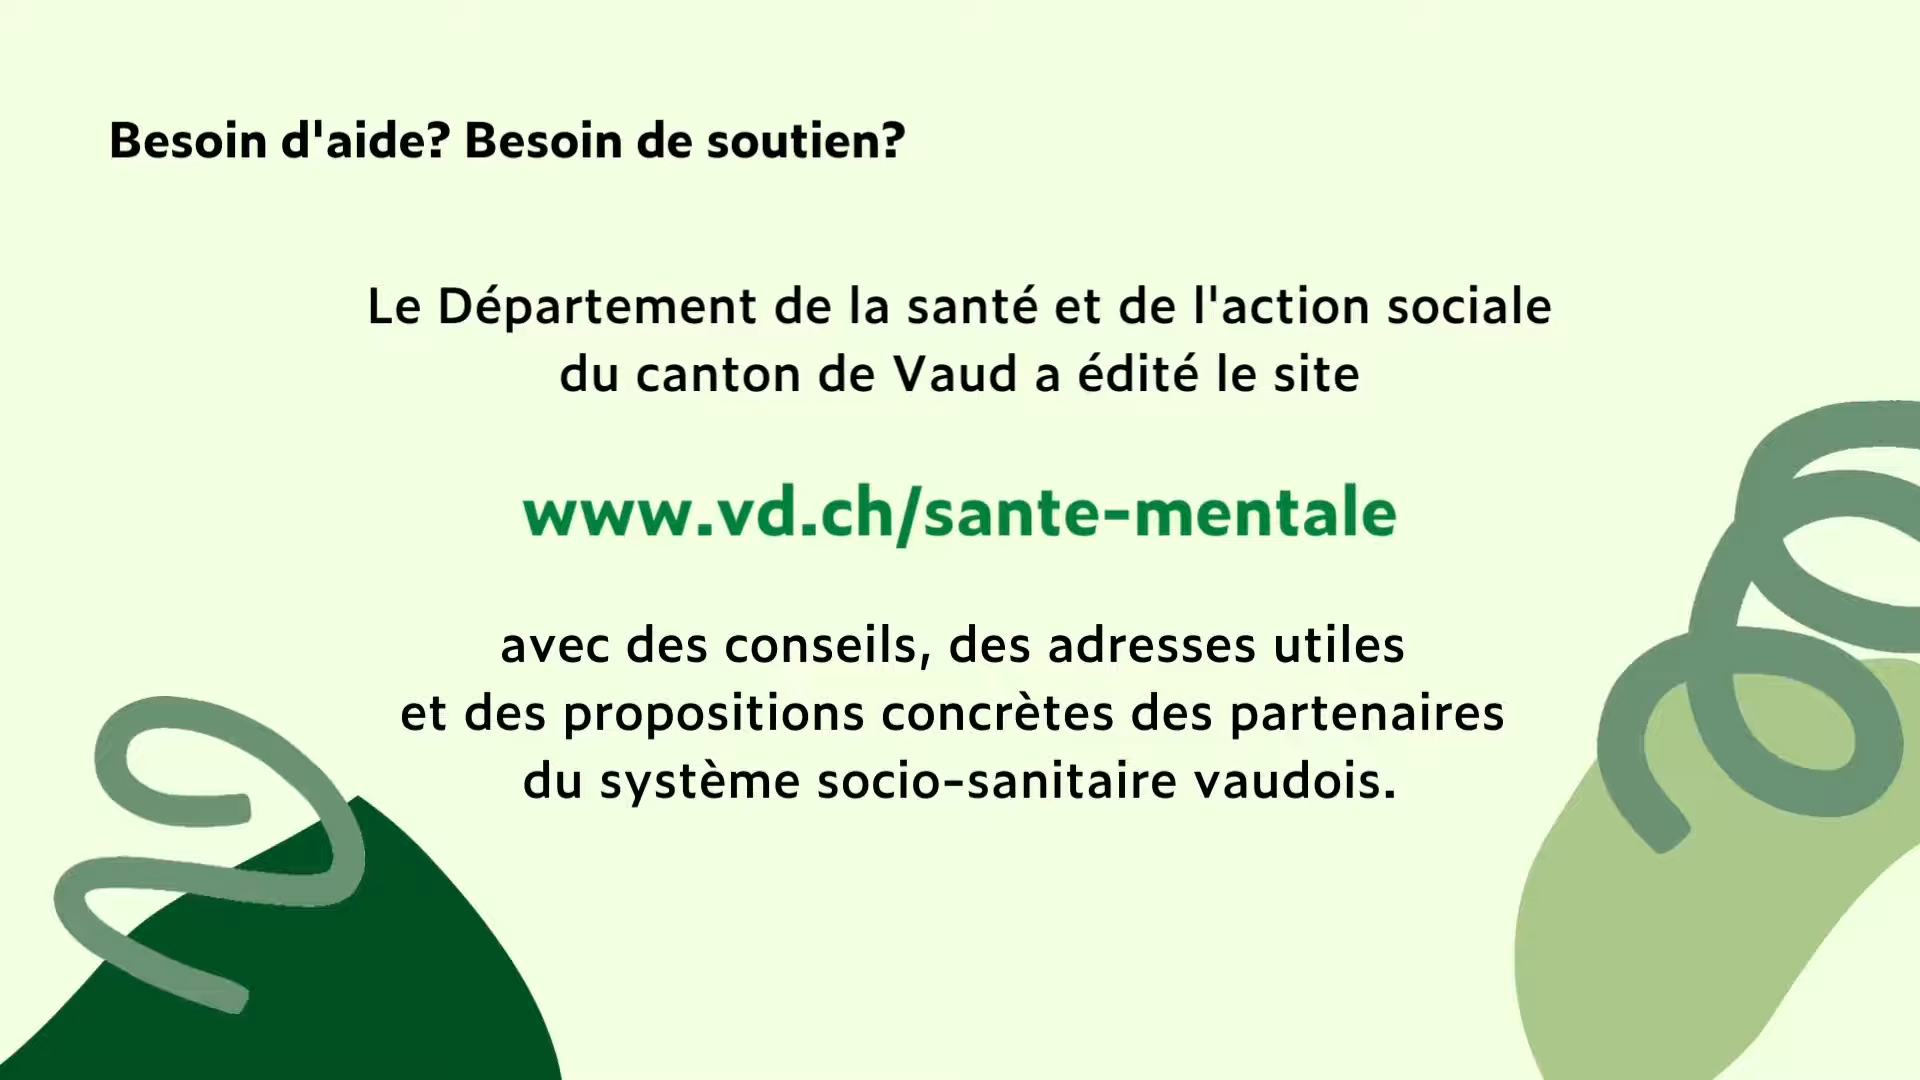 Besoin d'aide? Besoin de soutien?
Le Département de la santé et de l'action sociale
du canton de Vaud a édité le site
www.vd.ch/sante-mentale
avec des conseils, des adresses utiles
et des propositions concrètes des partenaires
du système socio-sanitaire vaudois.